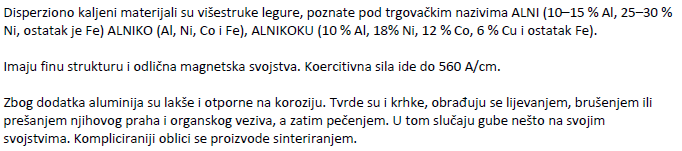 Disperziono kaljeni materijali su višestruke legure, poznate pod trgovačkim nazivima ALNI (10–15 % Al, 25–30 %
Ni, ostatak je Fe) ALNIKO (Al, Ni, Co i Fe), ALNIKOKU (10 % Al, 18% Ni, 12 % Co, 6 % Cu i ostatak Fe).
Imaju finu strukturu i odlična magnetska svojstva. Koercitivna sila ide do 560 A/cm.
Zbog dodatka aluminija su lakše i otporne na koroziju. Tvrde su i krhke, obrađuju se lijevanjem, brušenjem ili
prešanjem njihovog praha i organskog veziva, a zatim pečenjem. U tom slučaju gube nešto na svojim
svojstvima. Kompliciraniji oblici se proizvode sinteriranjem.